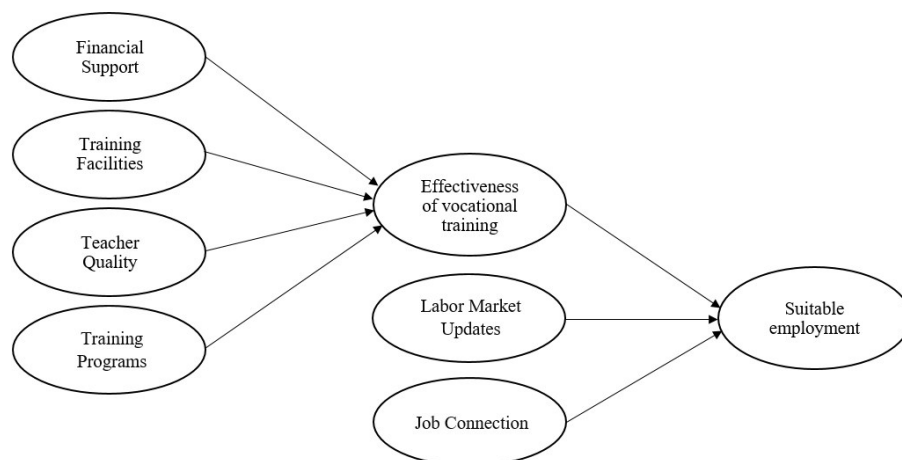 Financial
Support
Training
Facilities
Teacher
Quality
Training
Programs
Effectiveness
of vocational
training
Labor Market
Updates
Job Connection
Suitable
employment